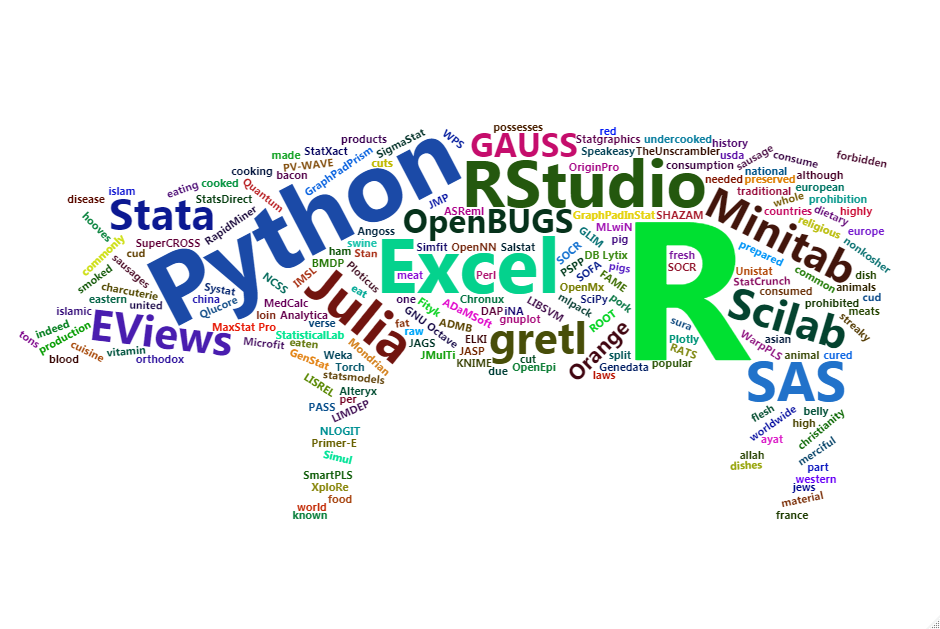 possesses
red
products
SigmaStat
WPS
GAUSS
Statgraphics
undercooked
history
made
StatXact
Speakeasy
TheUnscrambler
usda
sausage
consume
forbidden
cooking
PV-WAVE
bacon
GraphPadPrism
cuts
Python
RStudio
OriginPro
consumption
national
although
disease
islam
eating
cooked
Quantum
StatsDirect
JMP
needed
preserved
european
traditional
whole
prohibition
hooves
Stata
RapidMiner
Angoss
ASReml
OpenBUGS
GraphPadInStat
SHAZAM
Minitab
countries
dietary
highly
religious
europe
commonly
SuperCROSS
cud
swine
ham
Stan
Simfit
OpenNN
Salstat
SOCR
GLIM
MLwiN
pig
R
fresh
SOCR
prepared
nonkosher
smoked
sausages
BMDP
Ploticus
Excel
meat
Perl
PSPP
DB Lytix
SOFA
pigs
FAME
Unistat
StatCrunch
common
dish
animals
charcuterie
Systat
NCSS
IMSL
eat
OpenMx
consumed
eastern
united
china
Qlucore
MedCalc
Julia
one
Fityk
Chronux
ADaMSoft
DAP
iNA
LIBSVM
mlpack
SciPy
pork
Scilab
prohibited
cud
meats
islamic
loin
Analytica
GNU Octave
gnuplot
ROOT
sura
streaky
indeed
EViews
MaxStat Pro
verse
fat
raw
ADMB
gretl
Orange
Plotly
WarpPLS
asian
tons
production
StatisticalLab
Microfit
eaten
JAGS
ELKI
RATS
cuisine
vitamin
orthodox
blood
GenStat
Weka
Mondrian
JMulTi
JASP
KNIME
cut
due
OpenEpi
split
Genedata
laws
popular
animal
cured
Torch
statsmodels
LISREL
Alteryx
SAS
per
PASS
LIMDEP
flesh
belly
worldwide
high
christianity
NLOGIT
Primer-E
ayat
Simul
allah
dishes
merciful
SmartPLS
part
western
XploRe
jews
food
material
world
known
france